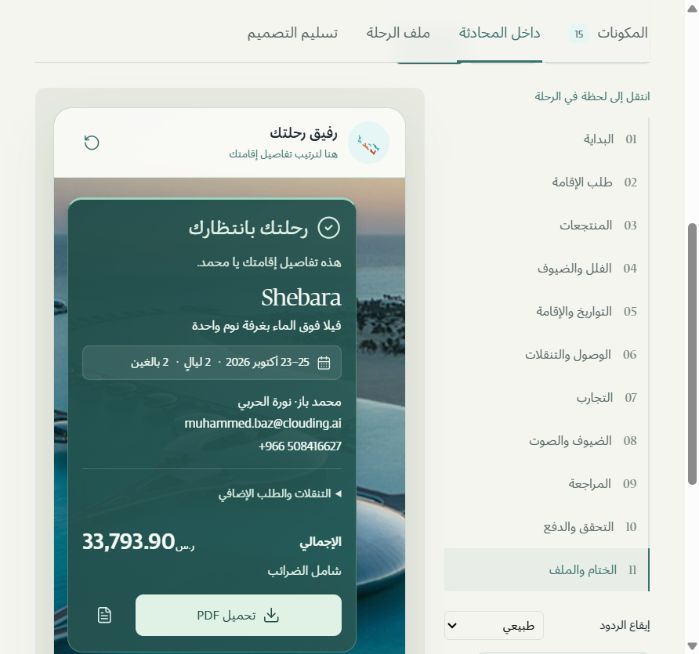 المكونات 15
داخل المحادثة
ملف الرحلة
تسليم التصميم
انتقل إلى لحظة في الرحلة
01 البداية
02 طلب الإقامة
03 المنتجعات
04 الفلل والضيوف
05 التواريخ والإقامة
06 الوصول والتنقلات
07 التجارب
08 الضيوف والصوت
09 المراجعة
10 التحقق والدفع
11 الختام والملف
إيقاع الردود
طبيعي
رفيق رحلتك
هنا لترتيب تفاصيل إقامتك
رحلتك بانتظارك
هذه تفاصيل إقامتك يا محمد.
Shebara
فيلا فوق الماء بغرفة نوم واحدة
23–25 أكتوبر 2026 · 2 ليالٍ · 2 بالغين
محمد باز · نورة الحربي
muhammed.baz@clouding.ai
+966 508416627
التنقلات والطلب الإضافي
الإجمالي
33,793.90 ر.س
شامل الضرائب
تحميل PDF